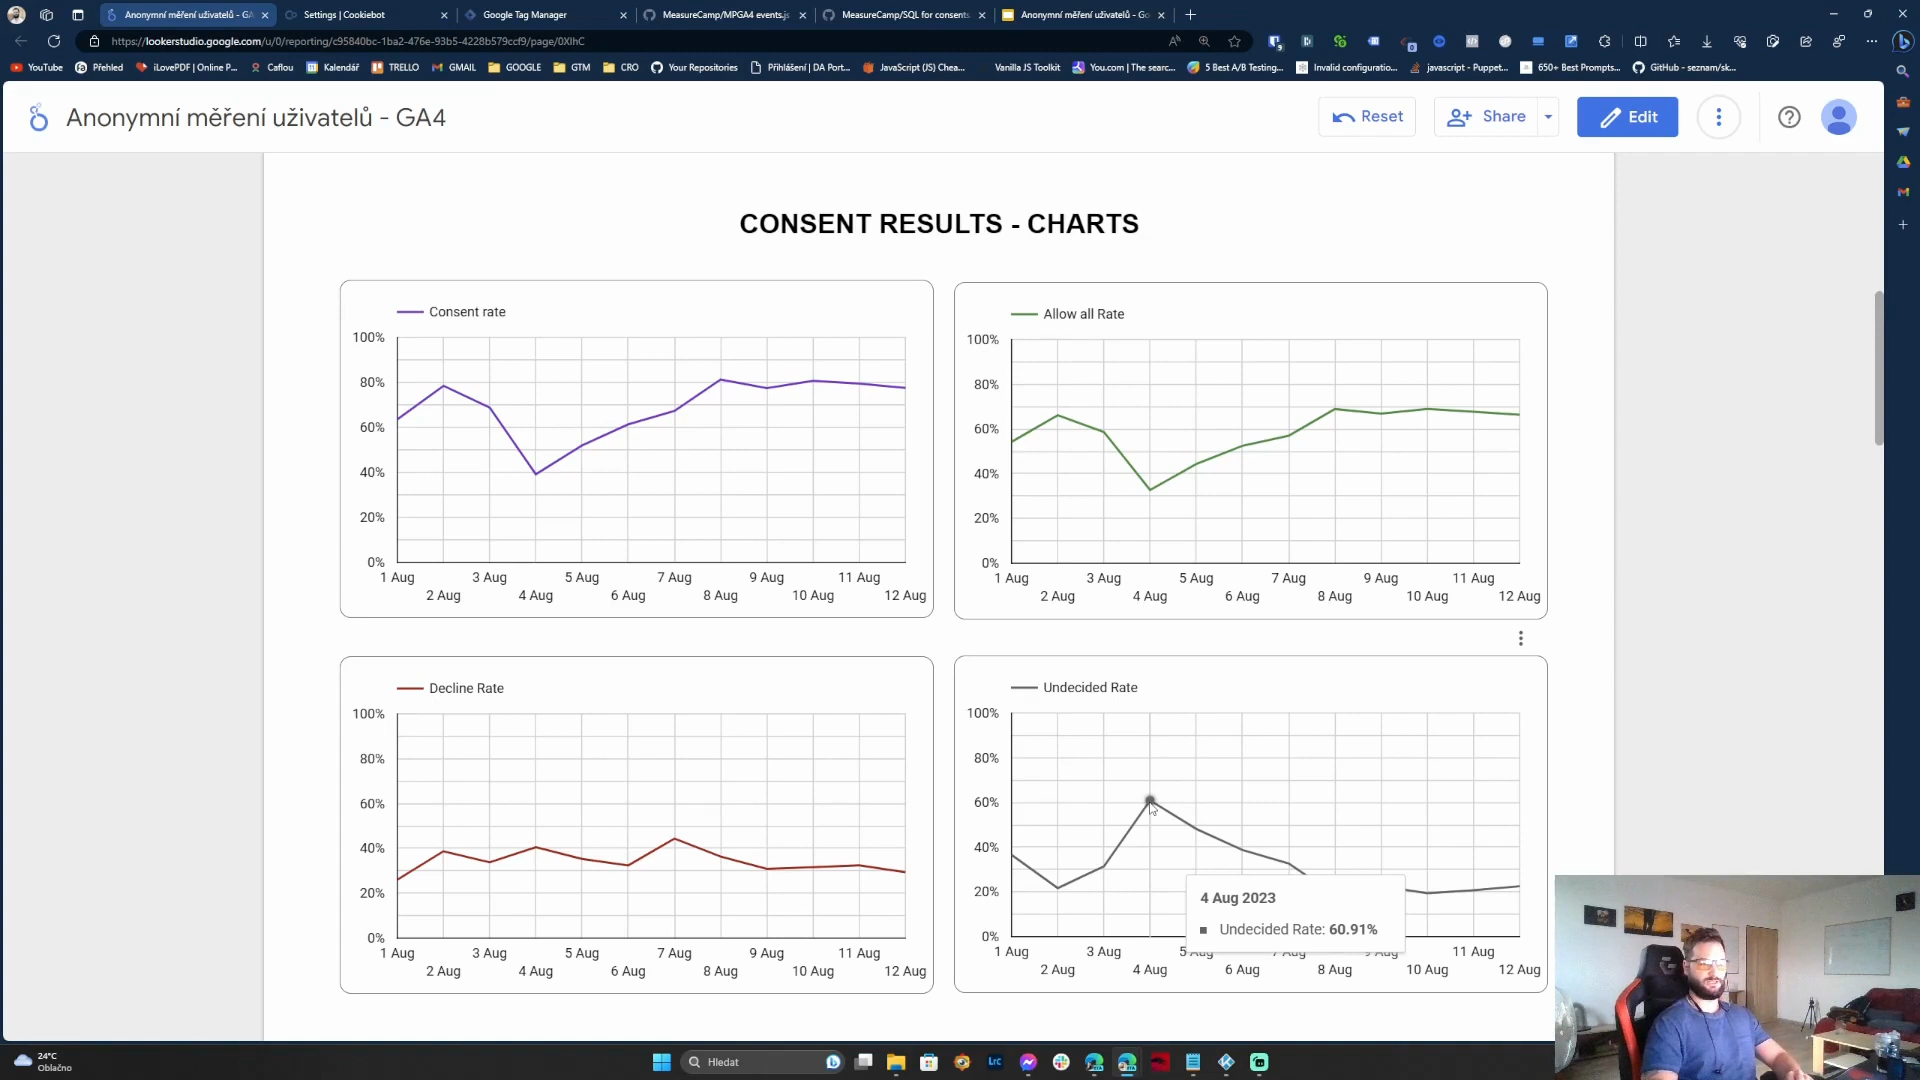 Anonymní měření uživatelů - GA
Settings | Cookiebot
Google Tag Manager
MeasureCamp/MPGA4 events.js
MeasureCamp/SQL for consents.
Anonymní měření uživatelů - Go
https://lookerstudio.google.com/u/0/reporting/c95840bc-1ba2-476e-93b5-4228b579ccf9/page/0XIhC
YouTube
Přehled
iLovePDF | Online P...
Caflou
Kalendář
TRELLO
GMAIL
GOOGLE
GTM
CRO
Your Repositories
Přihlášení | DA Port...
JavaScript (JS) Chea...
Vanilla JS Toolkit
You.com | The searc...
5 Best A/B Testing...
Invalid configuratio...
javascript - Puppet...
650+ Best Prompts...
GitHub - seznam/sk...
Anonymní měření uživatelů - GA4
Reset
Share
Edit
CONSENT RESULTS - CHARTS
Consent rate
100%
80%
60%
40%
20%
0%
1 Aug 3 Aug 5 Aug 7 Aug 9 Aug 11 Aug
2 Aug 4 Aug 6 Aug 8 Aug 10 Aug 12 Aug
Allow all Rate
100%
80%
60%
40%
20%
0%
1 Aug 3 Aug 5 Aug 7 Aug 9 Aug 11 Aug
2 Aug 4 Aug 6 Aug 8 Aug 10 Aug 12 Aug
Decline Rate
100%
80%
60%
40%
20%
0%
1 Aug 3 Aug 5 Aug 7 Aug 9 Aug 11 Aug
2 Aug 4 Aug 6 Aug 8 Aug 10 Aug 12 Aug
Undecided Rate
100%
80%
60%
40%
20%
0%
4 Aug 2023
Undecided Rate: 60.91%
1 Aug 3 Aug 11 Aug
2 Aug 4 Aug 6 Aug 8 Aug 10 Aug 12 Aug
24°C
Oblačno
Hledat
LrC